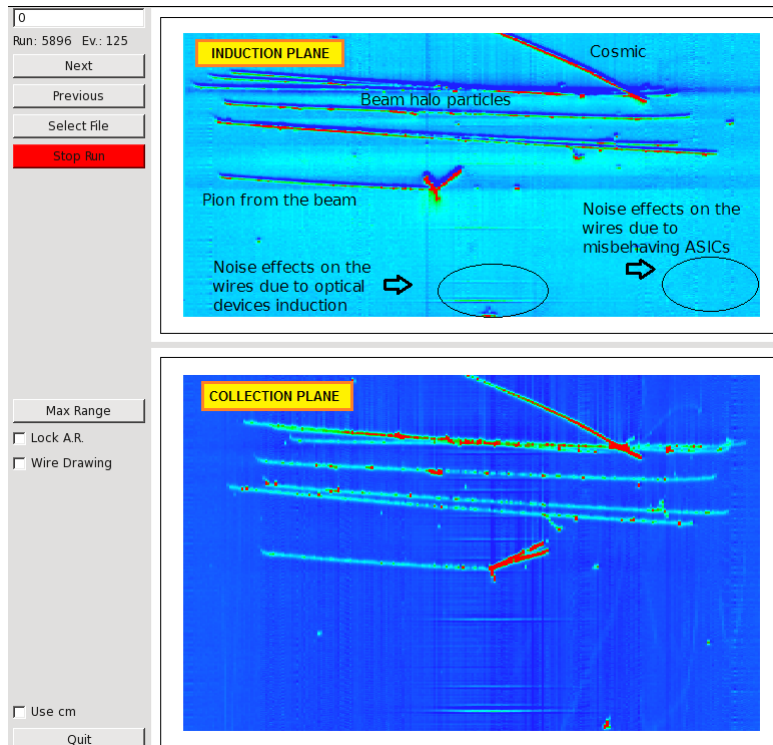 0
Run: 5896 Ev.: 125
Next
Previous
Select File
Stop Run
Max Range
Lock A.R.
Wire Drawing
Use cm
Quit
INDUCTION PLANE
Cosmic
Beam halo particles
Pion from the beam
Noise effects on the
wires due to
misbehaving ASICs
Noise effects on the
wires due to optical
devices induction
COLLECTION PLANE